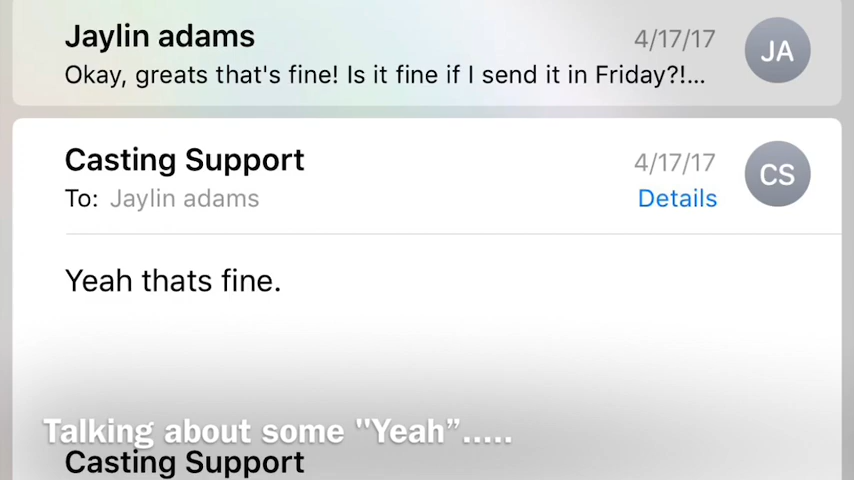 Jaylin adams 4/17/17 JA
Okay, greats that's fine! Is it fine if I send it in Friday?!...
Casting Support 4/17/17 CS
To: Jaylin adams Details
Yeah thats fine.
Talking about some "Yeah”.....
Casting Support